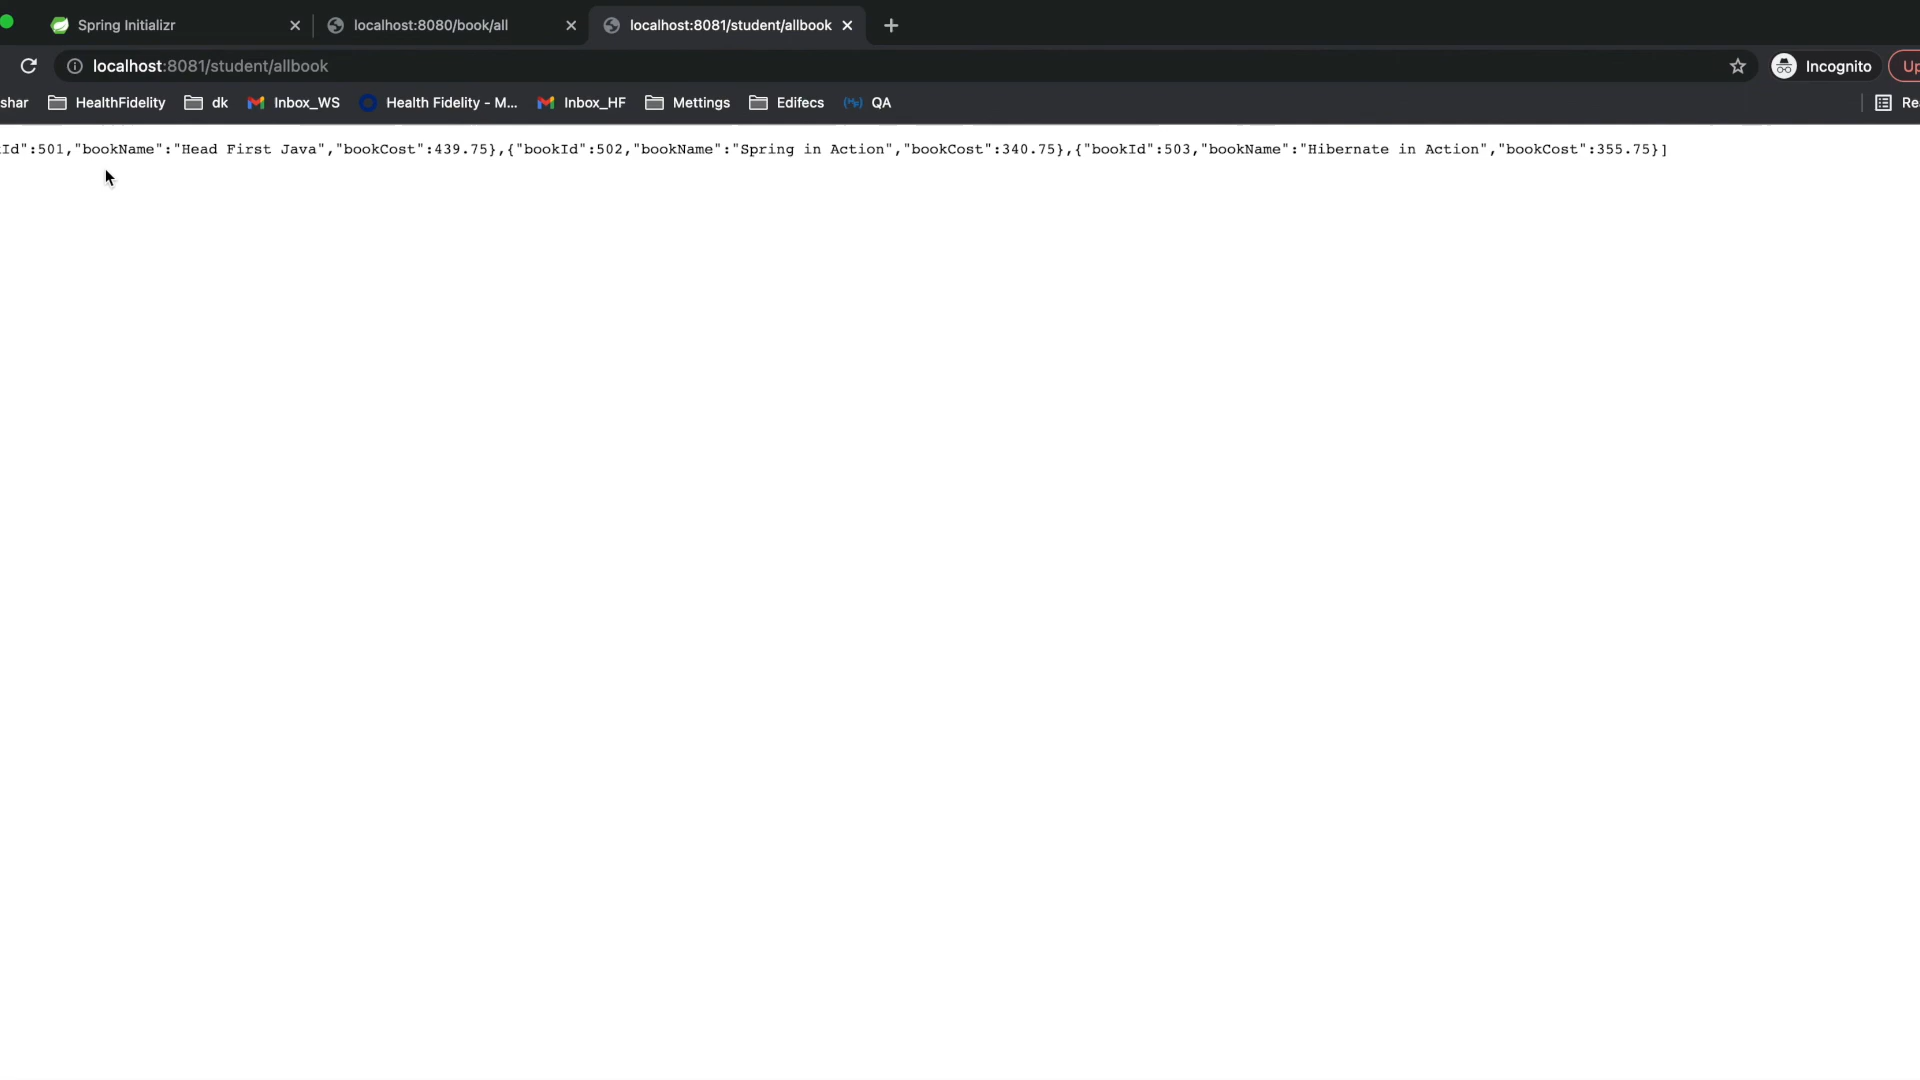 Spring Initializr
localhost:8080/book/all
localhost:8081/student/allbook
localhost:8081/student/allbook
Incognito
Up
shar
HealthFidelity
dk
Inbox_WS
Health Fidelity - M...
Inbox_HF
Mettings
Edifecs
QA
Rea
Id":501,"bookName":"Head First Java","bookCost":439.75},{"bookId":502,"bookName":"Spring in Action","bookCost":340.75},{"bookId":503,"bookName":"Hibernate in Action","bookCost":355.75}]